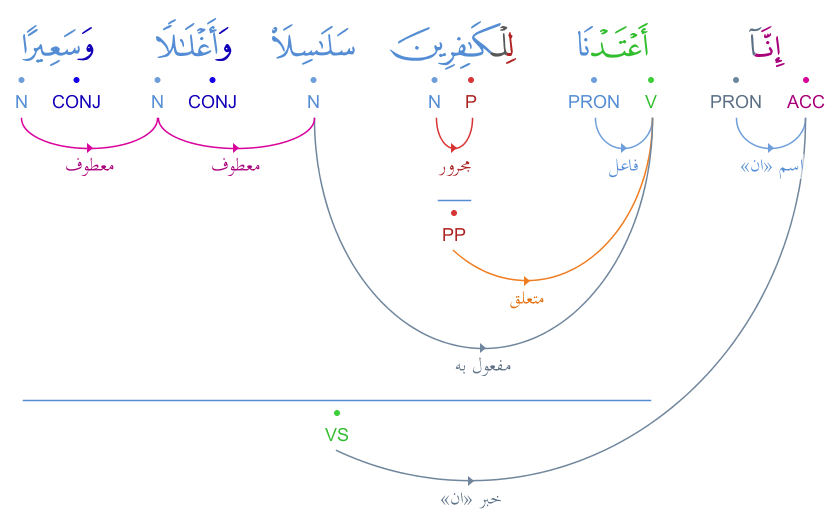 إِنَّآ أَعْتَدْنَا لِلْكَـٰفِرِينَ سَلَـٰسِلَا۟ وَأَغْلَـٰلًا وَسَعِيرًا
N CONJ N CONJ N N P PRON V PRON ACC
معطوف معطوف مجرور فاعل اسم «ان»
PP
متعلق
مفعول به
VS
خبر «ان»